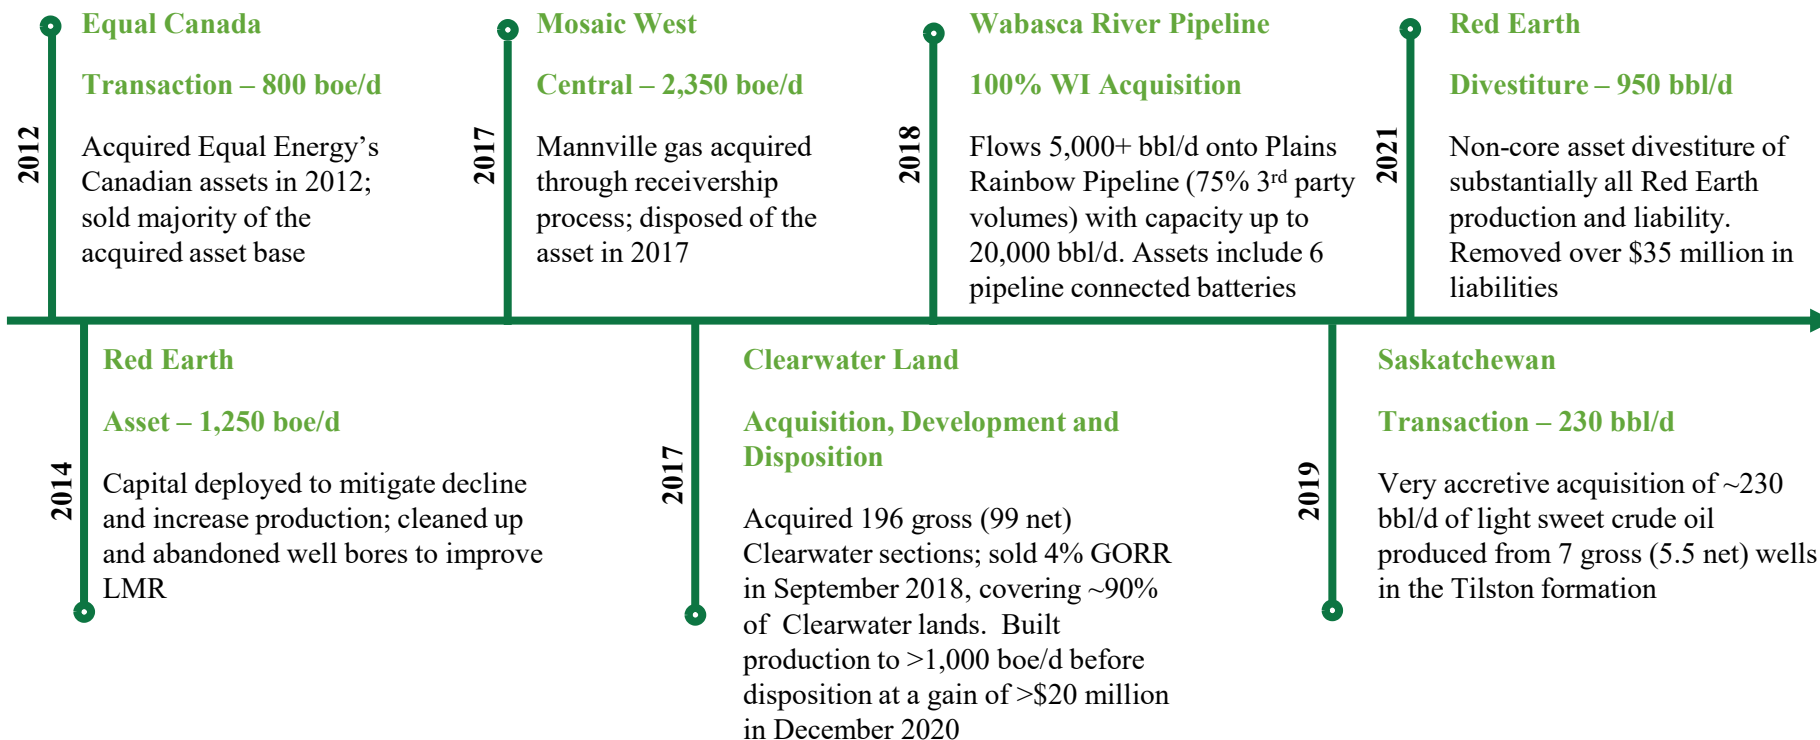 Equal Canada
Transaction – 800 boe/d
2012
Acquired Equal Energy’s
Canadian assets in 2012;
sold majority of the
acquired asset base
Mosaic West
Central – 2,350 boe/d
2017
Mannville gas acquired
through receivership
process; disposed of the
asset in 2017
Wabasca River Pipeline
100% WI Acquisition
2018
Flows 5,000+ bbl/d onto Plains
Rainbow Pipeline (75% 3rd party
volumes) with capacity up to
20,000 bbl/d. Assets include 6
pipeline connected batteries
Red Earth
Divestiture – 950 bbl/d
2021
Non-core asset divestiture of
substantially all Red Earth
production and liability.
Removed over $35 million in
liabilities
Red Earth
Asset – 1,250 boe/d
2014
Capital deployed to mitigate decline
and increase production; cleaned up
and abandoned well bores to improve
LMR
Clearwater Land
Acquisition, Development and
Disposition
2017
Acquired 196 gross (99 net)
Clearwater sections; sold 4% GORR
in September 2018, covering ~90%
of  Clearwater lands.  Built
production to >1,000 boe/d before
disposition at a gain of >$20 million
in December 2020
Saskatchewan
Transaction – 230 bbl/d
2019
Very accretive acquisition of ~230
bbl/d of light sweet crude oil
produced from 7 gross (5.5 net) wells
in the Tilston formation